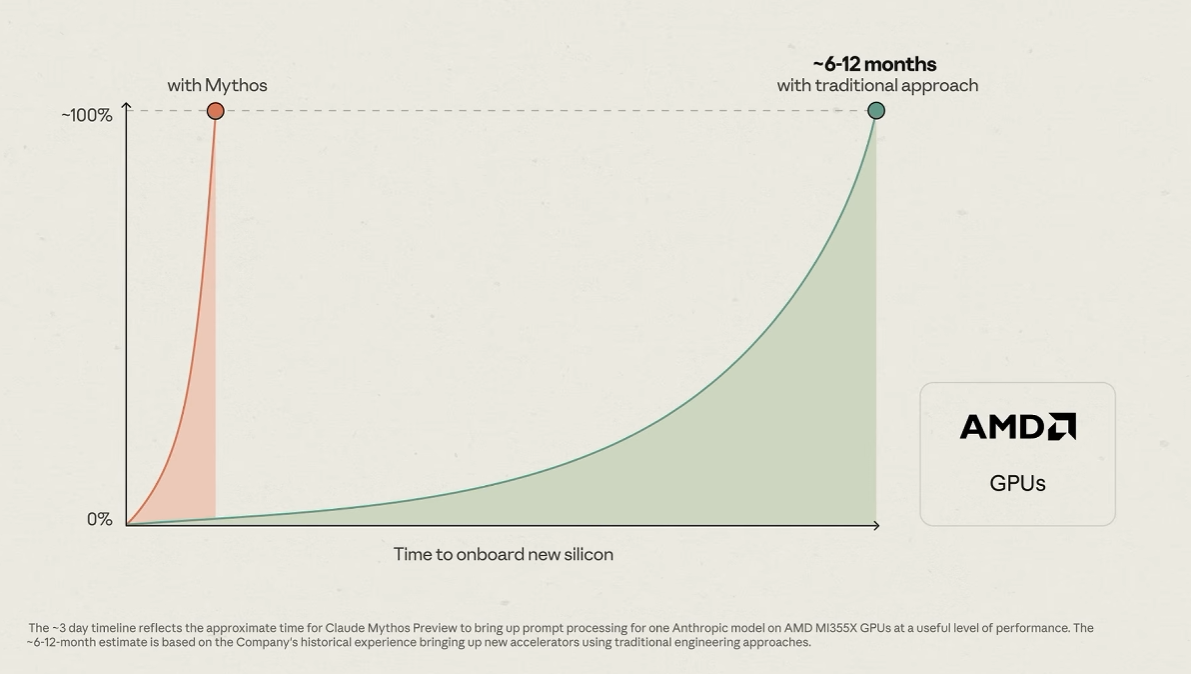 ~6-12 months
with Mythos
with traditional approach
~100%
AMD
GPUs
0%
Time to onboard new silicon
The ~3 day timeline reflects the approximate time for Claude Mythos Preview to bring up prompt processing for one Anthropic model on AMD MI355X GPUs at a useful level of performance. The
~6-12-month estimate is based on the Company's historical experience bringing up new accelerators using traditional engineering approaches.